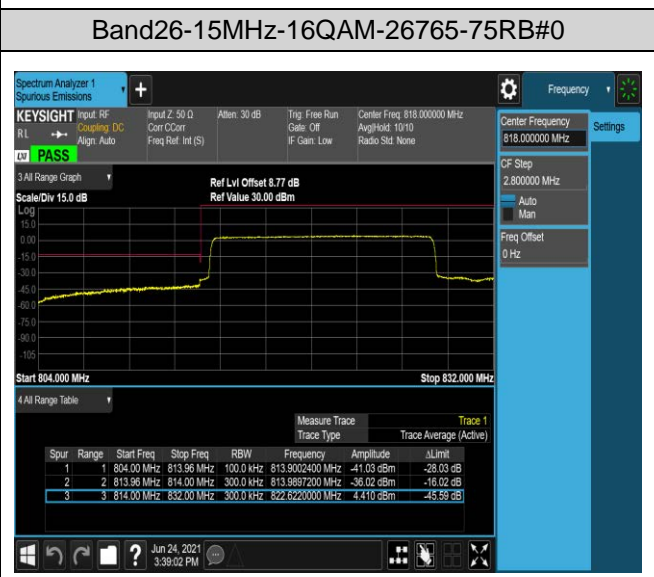 Band26-15MHz-16QAM-26765-75RB#0
Spectrum Analyzer 1
Spurious Emissions
+
Frequency
KEYSIGHT
RL
LXI
PASS
Input: RF
Coupling: DC
Align: Auto
Input Z: 50 Ω
Corr CCorr
Freq Ref: Int (S)
Atten: 30 dB
Trig: Free Run
Gate: Off
IF Gain: Low
Center Freq: 818.000000 MHz
Avg|Hold: 10/10
Radio Std: None
Center Frequency
818.000000 MHz
Settings
CF Step
2.800000 MHz
Auto
Man
Freq Offset
0 Hz
3 All Range Graph
Scale/Div 15.0 dB
Ref Lvl Offset 8.77 dB
Ref Value 30.00 dBm
Log
15.0
0.00
-15.0
-30.0
-45.0
-60.0
-75.0
-90.0
-105
Start 804.000 MHz
Stop 832.000 MHz
4 All Range Table
Measure Trace Trace 1
Trace Type Trace Average (Active)
Spur Range Start Freq Stop Freq RBW Frequency Amplitude ΔLimit
1 1 804.00 MHz 813.96 MHz 100.0 kHz 813.9002400 MHz -41.03 dBm -28.03 dB
2 2 813.96 MHz 814.00 MHz 300.0 kHz 813.9897200 MHz -36.02 dBm -16.02 dB
3 3 814.00 MHz 832.00 MHz 300.0 kHz 822.6220000 MHz 4.410 dBm -45.59 dB
?
Jun 24, 2021
3:39:02 PM